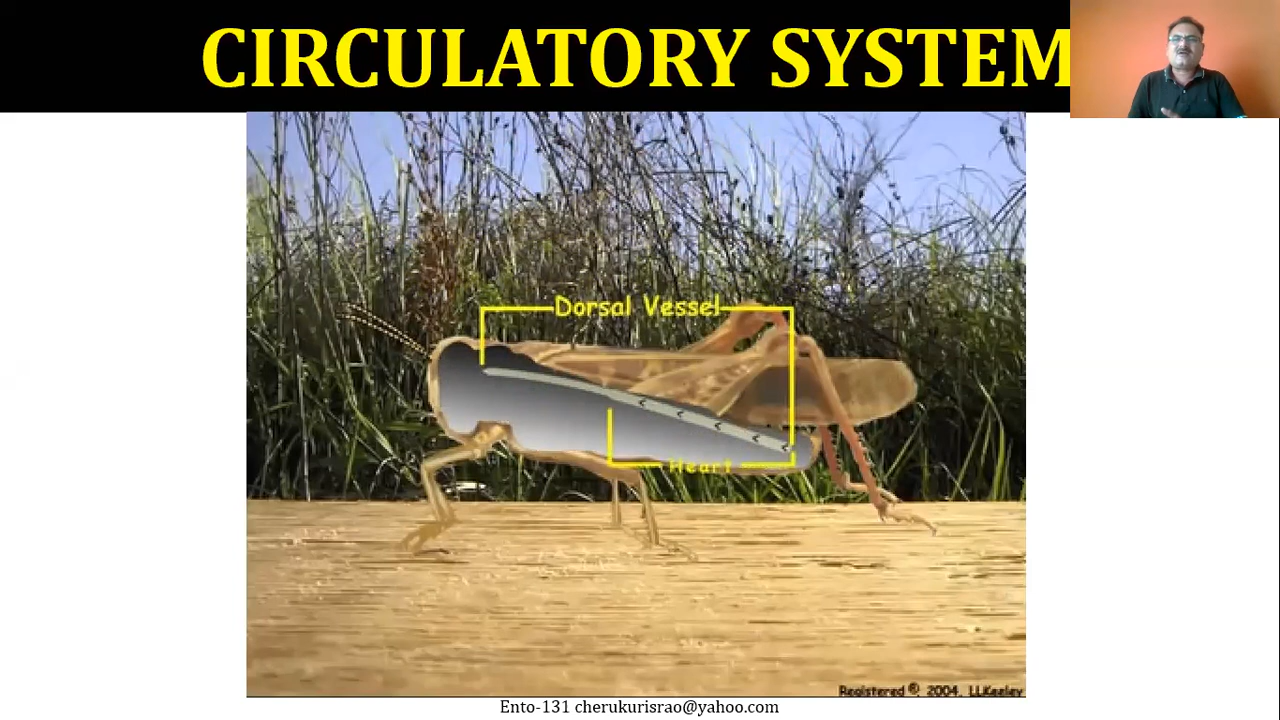 CIRCULATORY SYSTEM
Dorsal Vessel
Heart
Registered ®, 2004, LLKeeley
Ento-131 cherukurisrao@yahoo.com